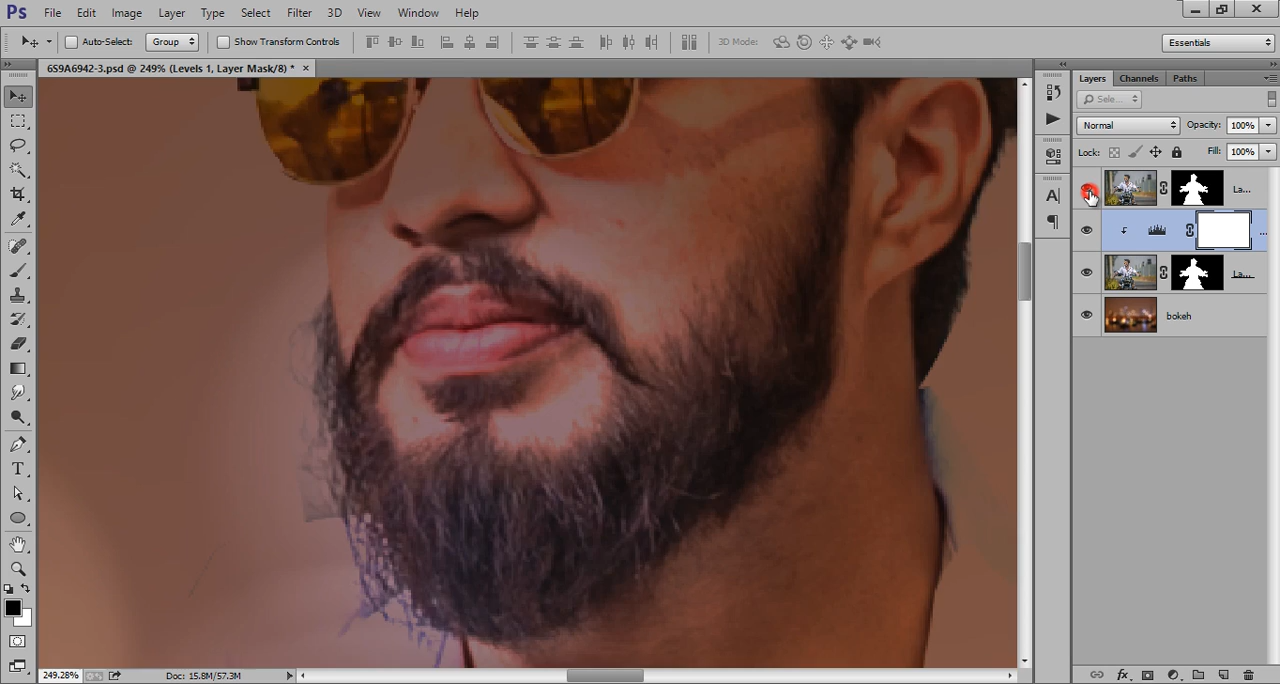 Ps File Edit Image Layer Type Select Filter 3D View Window Help
Auto-Select: Group Show Transform Controls 3D Mode: Essentials
6S9A6942-3.psd @ 249% (Levels 1, Layer Mask/8) * ×
Layers Channels Paths
Sele...
Normal Opacity: 100%
Lock: Fill: 100%
La...
...
La...
bokeh
A
T
249.28% Doc: 15.8M/57.3M
fx